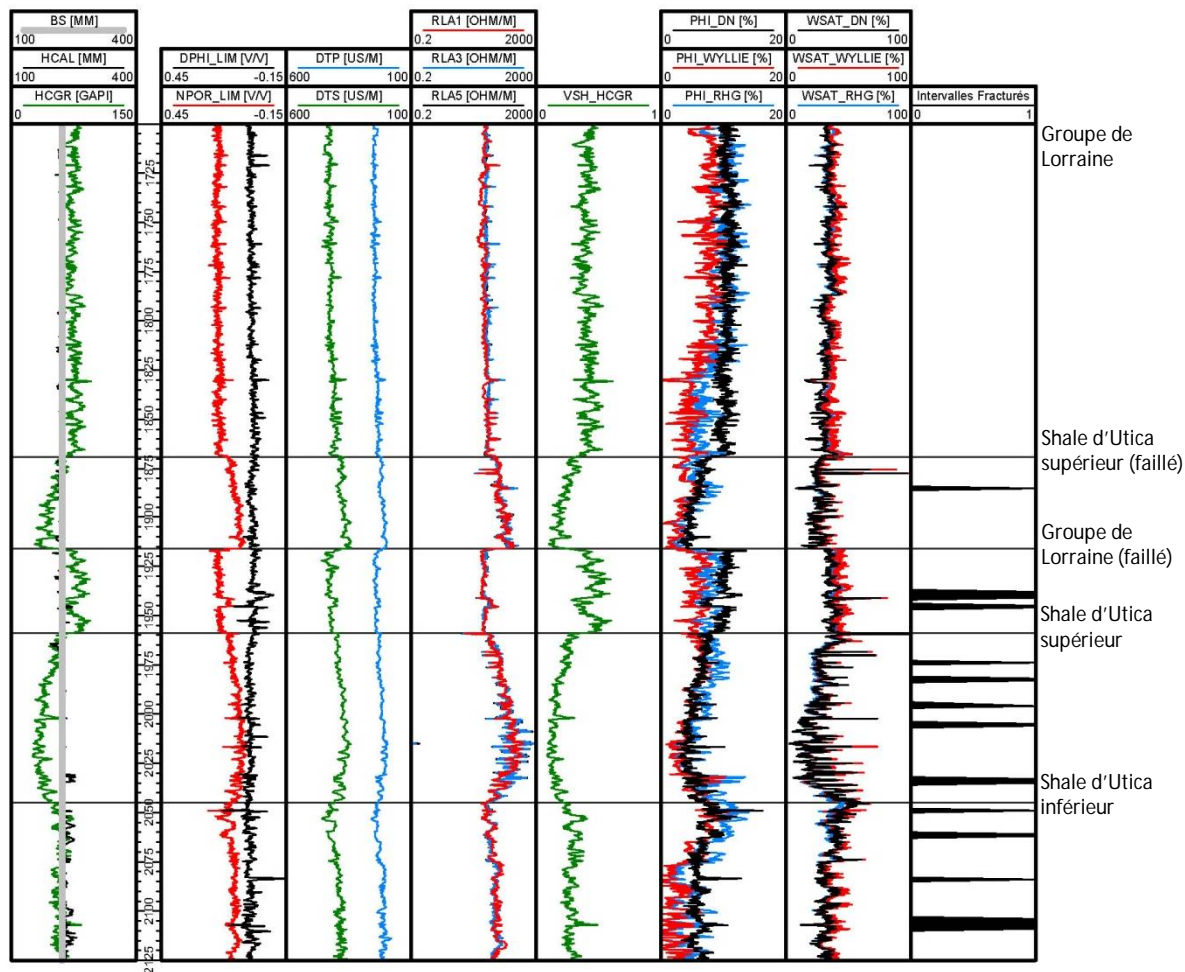 BS [MM]
100 400
HCAL [MM]
100 400
HCGR [GAPI]
0 150
DPHI_LIM [V/V]
0.45 -0.15
NPOR_LIM [V/V]
0.45 -0.15
DTP [US/M]
600 100
DTS [US/M]
600 100
RLA1 [OHM/M]
0.2 2000
RLA3 [OHM/M]
0.2 2000
RLA5 [OHM/M]
0.2 2000
VSH_HCGR
0 1
PHI_DN [%]
0 20
PHI_WYLLIE [%]
0 20
PHI_RHG [%]
0 20
WSAT_DN [%]
0 100
WSAT_WYLLIE [%]
0 100
WSAT_RHG [%]
0 100
Intervalles Fracturés
0 1
1725
1750
1775
1800
1825
1850
1875
1900
1925
1950
1975
2000
2025
2050
2075
2100
2125
Groupe de
Lorraine
Shale d'Utica
supérieur (faillé)
Groupe de
Lorraine (faillé)
Shale d'Utica
supérieur
Shale d'Utica
inférieur